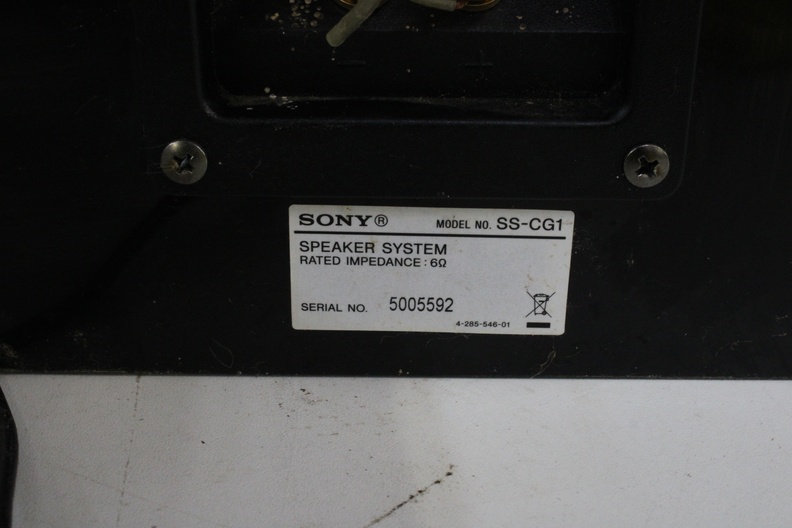 SONY® MODEL NO. SS-CG1
SPEAKER SYSTEM
RATED IMPEDANCE : 6Ω
SERIAL NO. 5005592
4-285-546-01